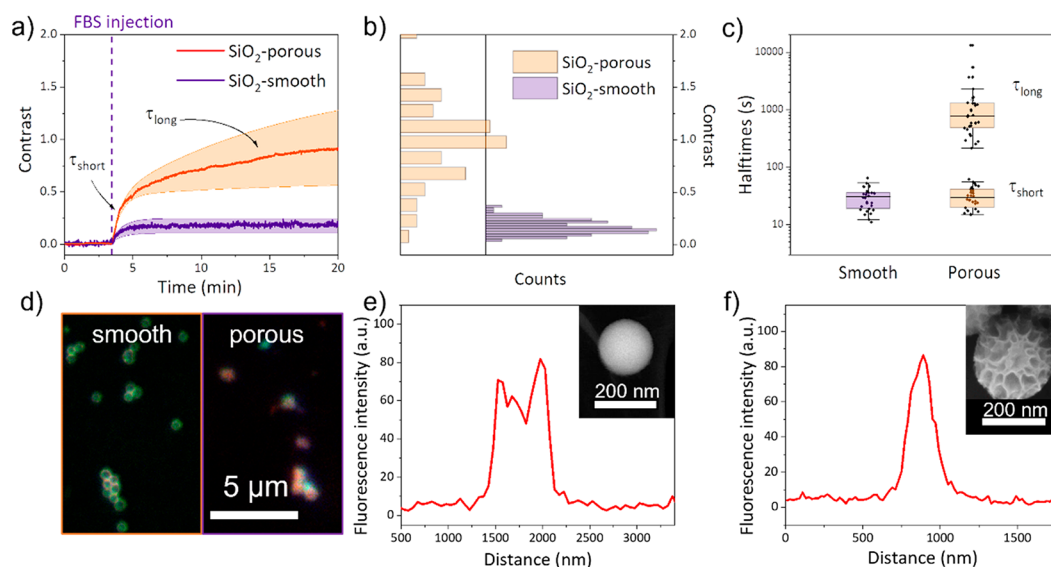 FBS injection
a)
2.0
1.5
1.0
0.5
0.0
Contrast
SiO2-porous
SiO2-smooth
τlong
τshort
0
5
10
15
20
Time (min)
b)
SiO2-porous
SiO2-smooth
2.0
1.5
1.0
0.5
0.0
Contrast
Counts
c)
10000
1000
100
10
Halftimes (s)
τlong
τshort
Smooth
Porous
d)
smooth
porous
5 µm
e)
100
80
60
40
20
0
Fluorescence intensity (a.u.)
200 nm
500
1000
1500
2000
2500
3000
Distance (nm)
f)
100
80
60
40
20
0
Fluorescence intensity (a.u.)
200 nm
0
500
1000
1500
Distance (nm)